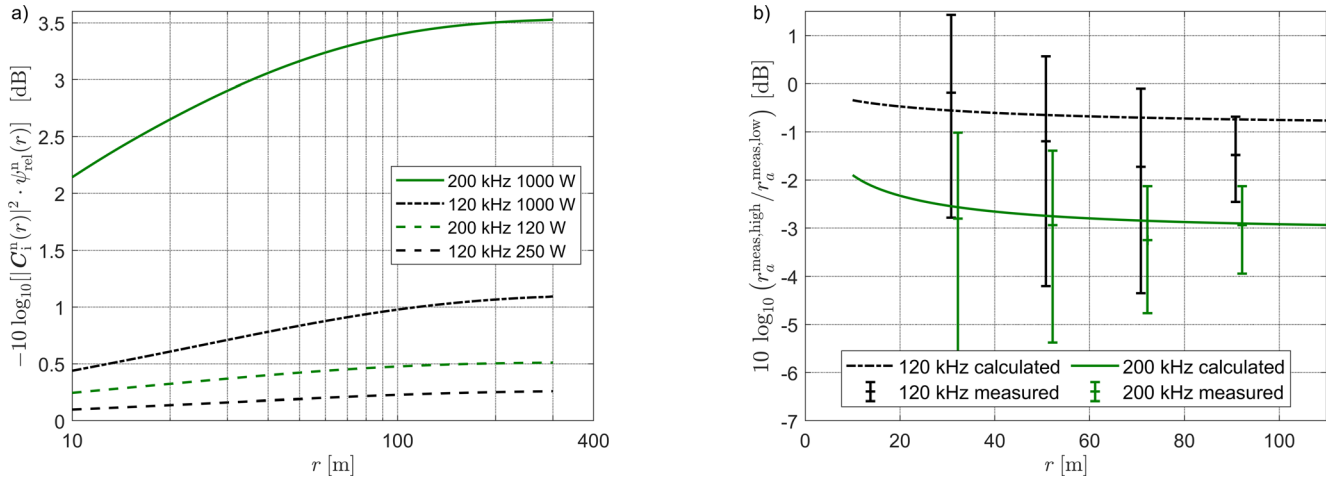 a)
−10 log₁₀[|Cᵢⁿ(r)|² · ψⁿ_rel(r)] [dB]
3.5
3
2.5
2
1.5
1
0.5
0
200 kHz 1000 W
120 kHz 1000 W
200 kHz 120 W
120 kHz 250 W
10
100
400
r [m]
b)
10 log₁₀ (r_a^meas,high / r_a^meas,low) [dB]
1
0
-1
-2
-3
-4
-5
-6
-7
120 kHz calculated
200 kHz calculated
120 kHz measured
200 kHz measured
0
20
40
60
80
100
r [m]